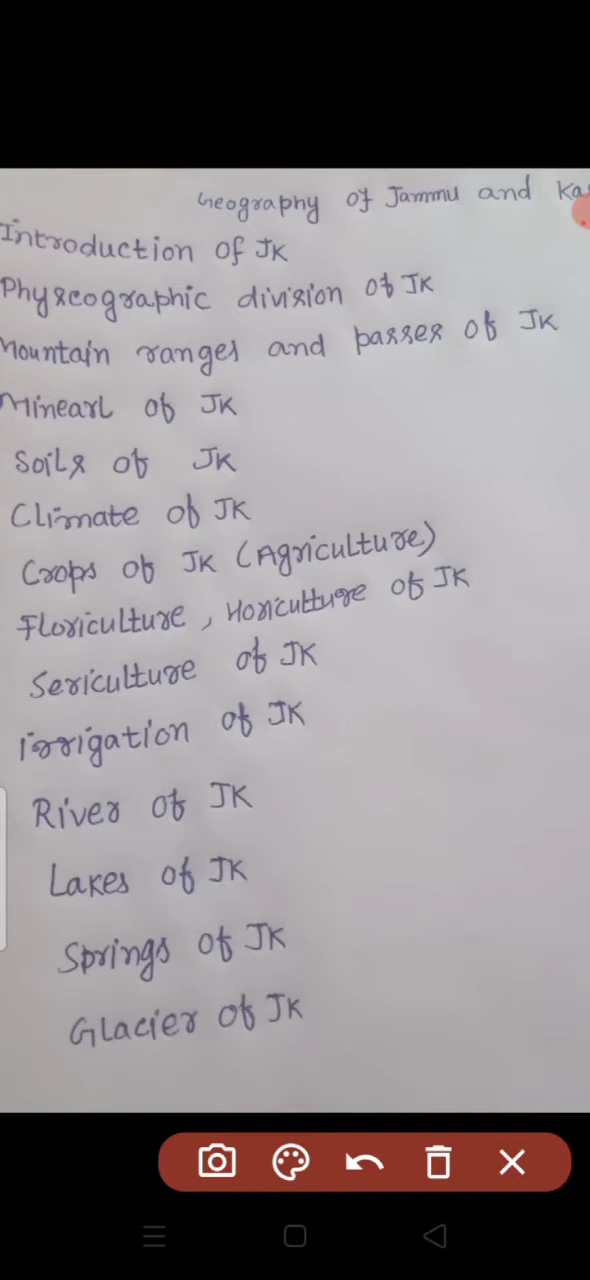 Geography of Jammu and Ka
Introduction of JK
Physeographic division of JK
Mountain ranges and passes of JK
Minearl of JK
Soils of JK
Climate of JK
Crops of JK (Agriculture)
Floriculture, Horiculture of JK
Sericulture of JK
irrigation of JK
River of JK
Lakes of JK
Springs of JK
Glacier of JK